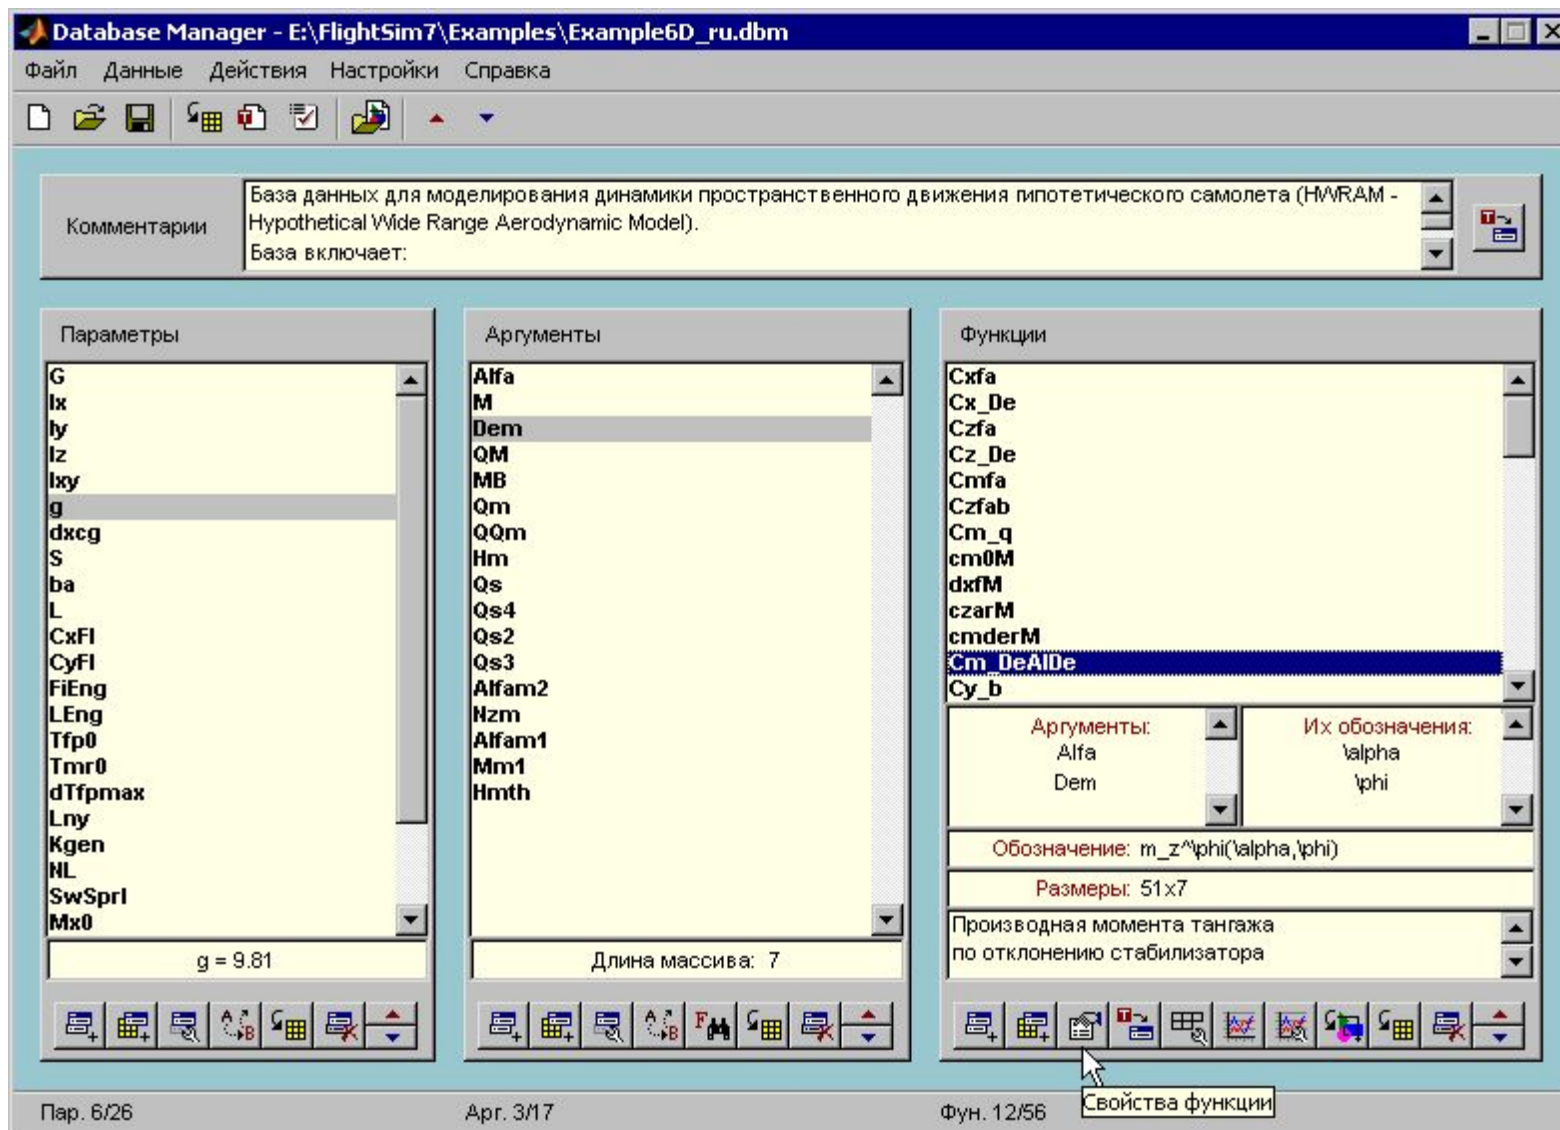 Database Manager - E:\FlightSim7\Examples\Example6D_ru.dbm
Файл Данные Действия Настройки Справка
Комментарии
База данных для моделирования динамики пространственного движения гипотетического самолета (HWRAM -
Hypothetical Wide Range Aerodynamic Model).
База включает:
Параметры
G
Ix
Iy
Iz
Ixy
g
dxcg
S
ba
L
CxFl
CyFl
FiEng
LEng
Tfp0
Tmr0
dTfpmax
Lny
Kgen
NL
SwSprl
Mx0
g = 9.81
Аргументы
Alfa
M
Dem
QM
MB
Qm
QQm
Hm
Qs
Qs4
Qs2
Qs3
Alfam2
Nzm
Alfam1
Mm1
Hmth
Длина массива: 7
Функции
Cxfa
Cx_De
Czfa
Cz_De
Cmfa
Czfab
Cm_q
cm0M
dxfM
czarM
cmderM
Cm_DeAlDe
Cy_b
Аргументы:
Alfa
Dem
Их обозначения:
\alpha
\phi
Обозначение: m_z^\phi(\alpha,\phi)
Размеры: 51x7
Производная момента тангажа
по отклонению стабилизатора
Свойства функции
Пар. 6/26
Арг. 3/17
Фун. 12/56